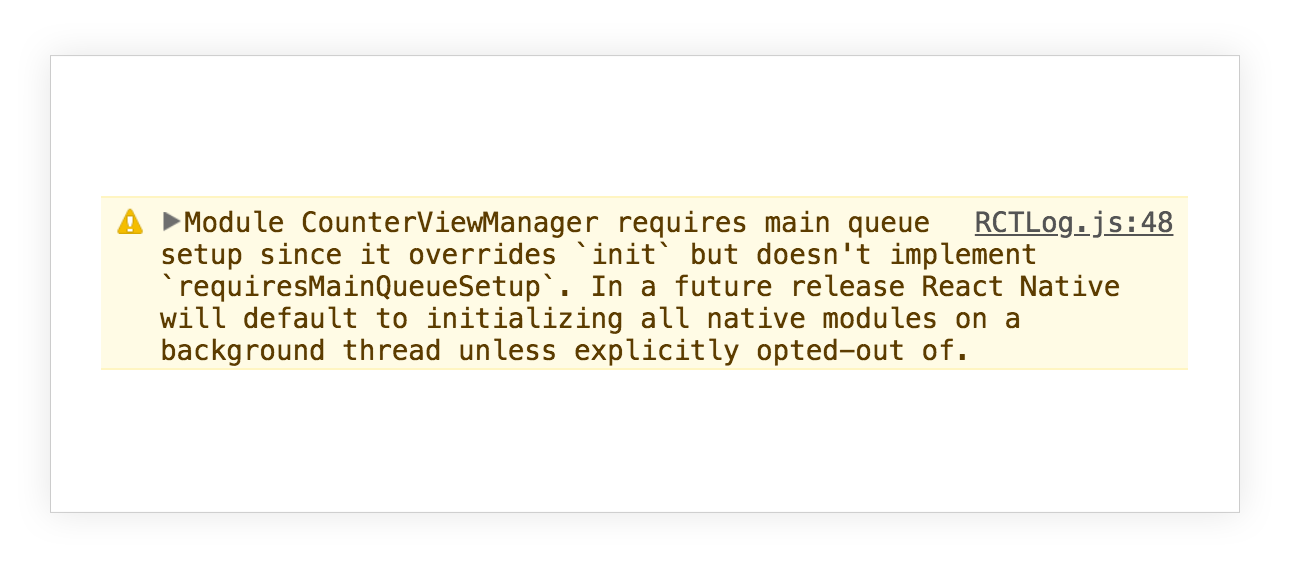 Module CounterViewManager requires main queue RCTLog.js:48
setup since it overrides `init` but doesn't implement
`requiresMainQueueSetup`. In a future release React Native
will default to initializing all native modules on a
background thread unless explicitly opted-out of.